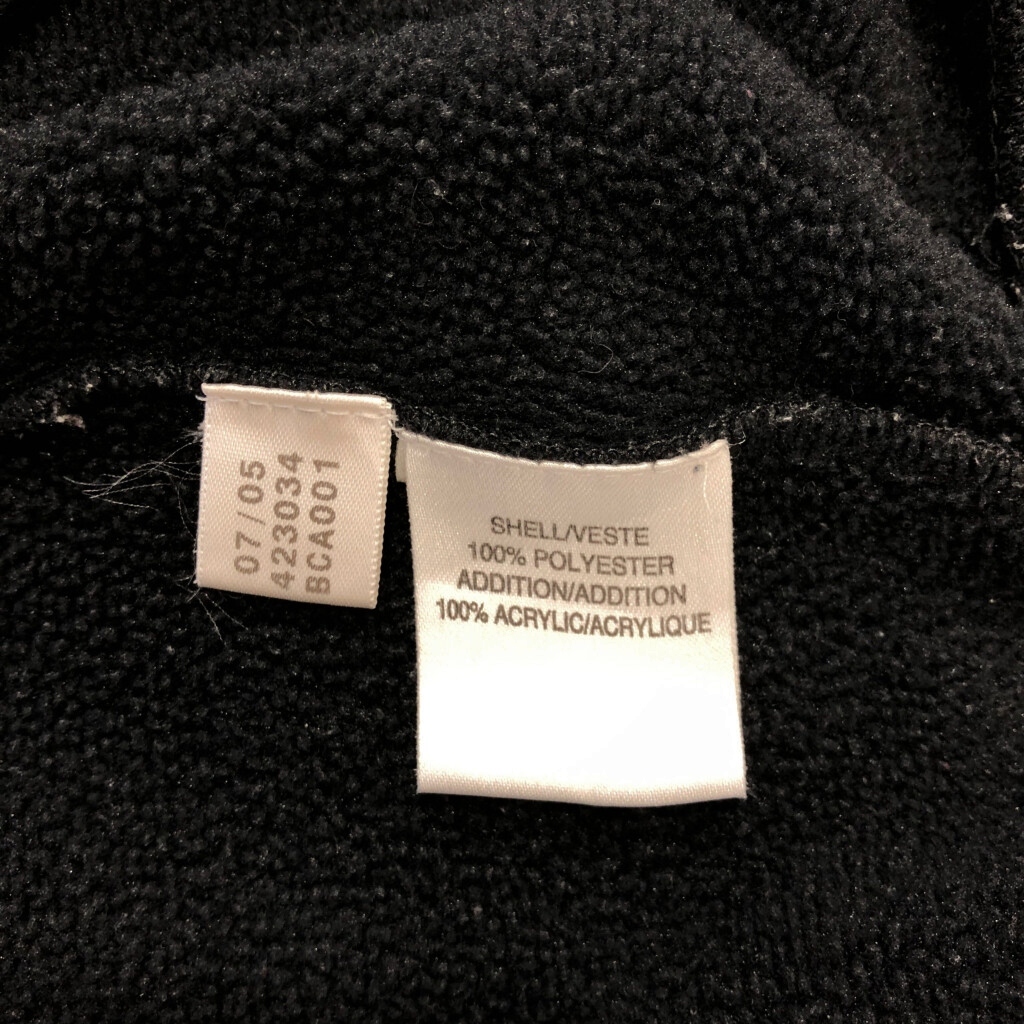 07/05
423034
BCA001
SHELL/VESTE
100% POLYESTER
ADDITION/ADDITION
100% ACRYLIC/ACRYLIQUE